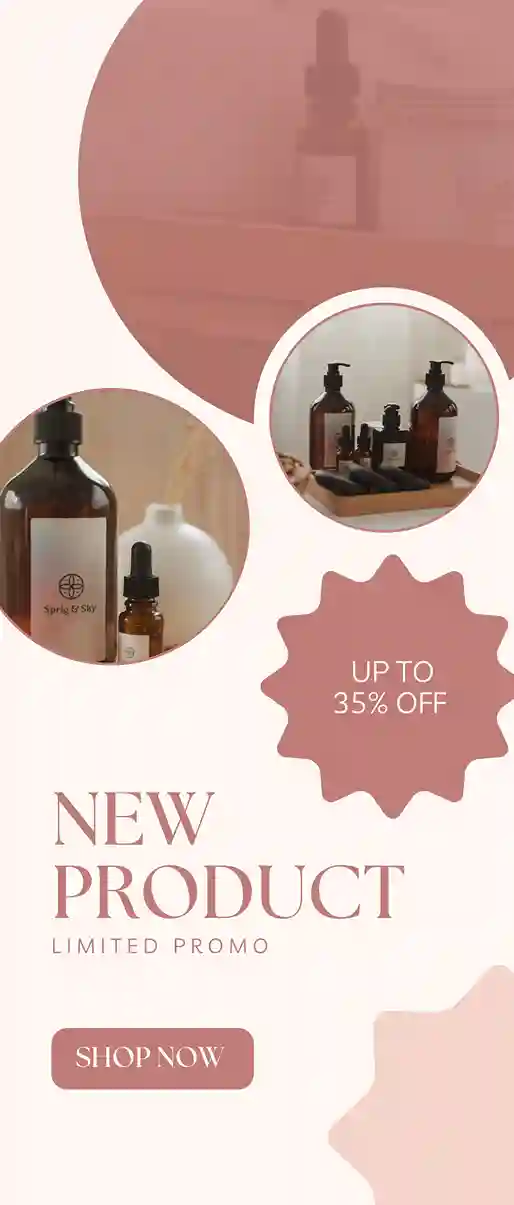 Sprig & Sky
UP TO
35% OFF
NEW
PRODUCT
LIMITED PROMO
SHOP NOW